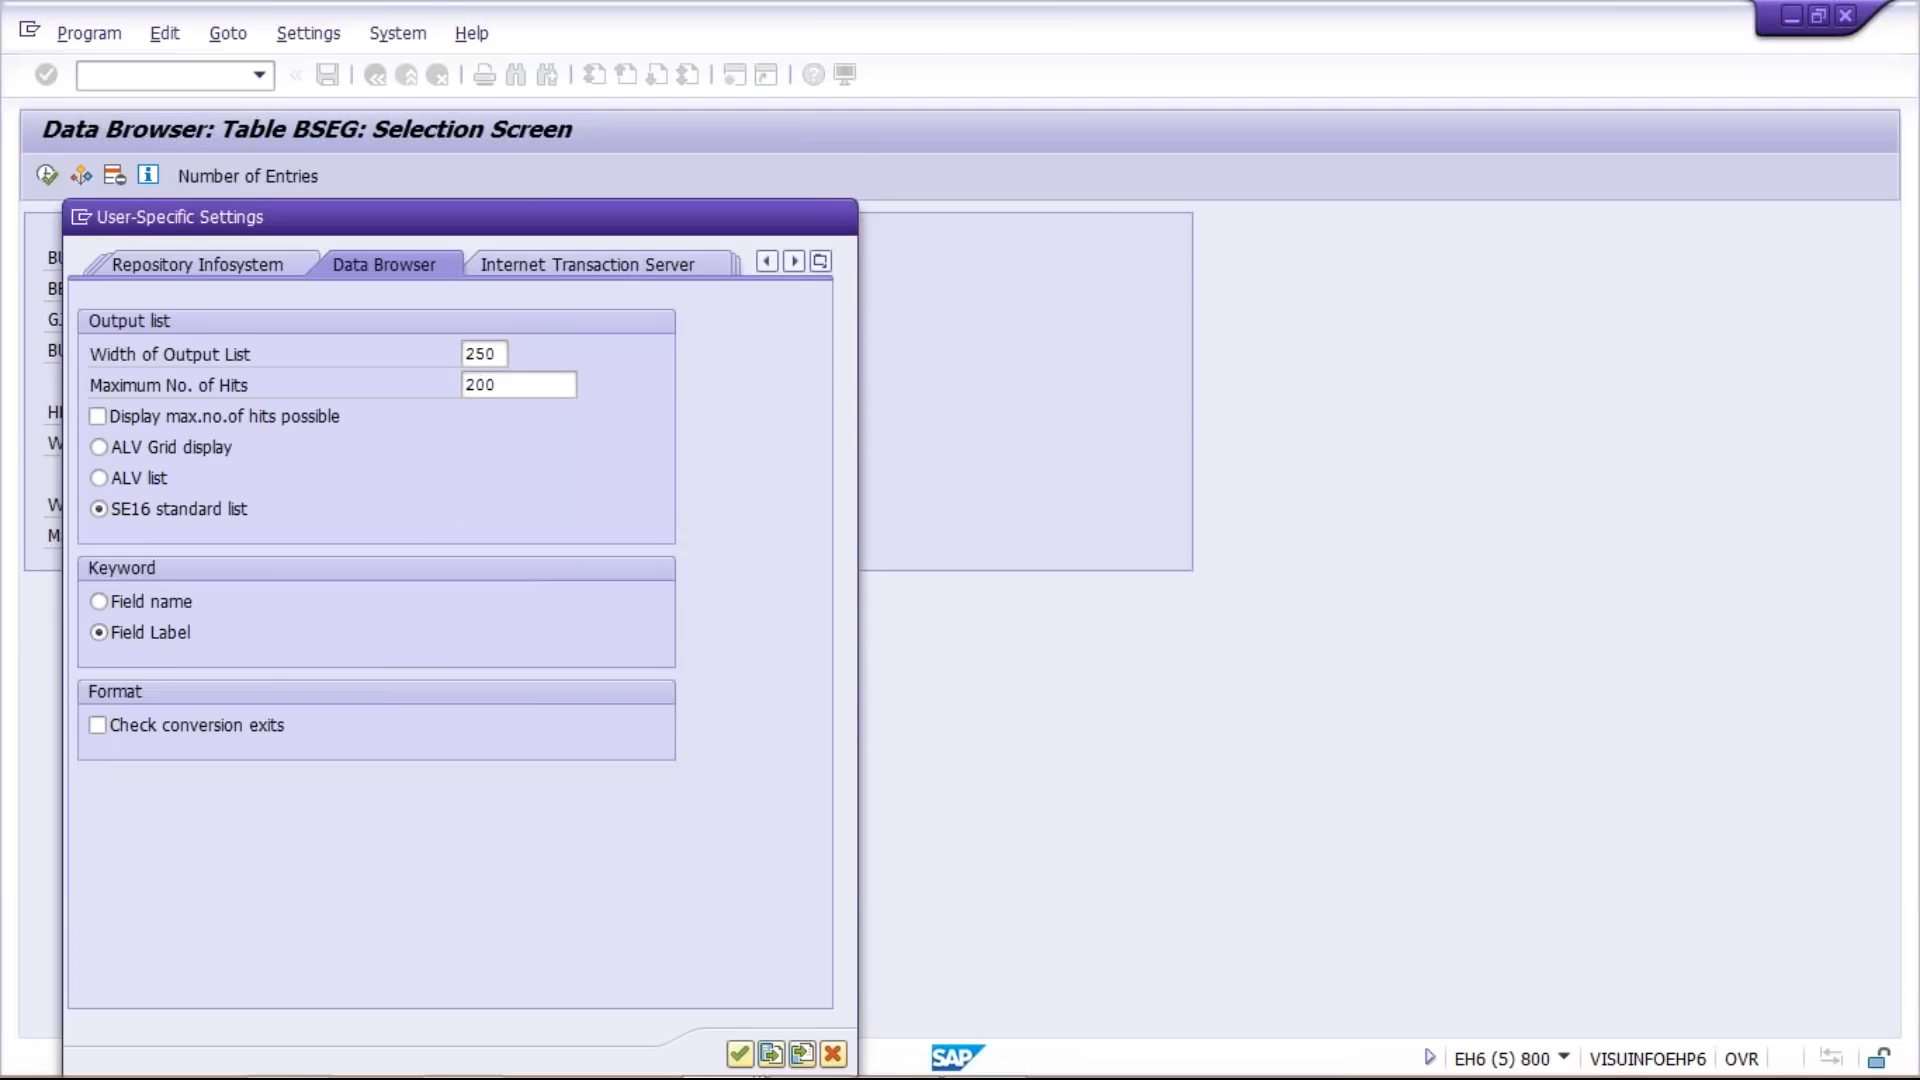 Program Edit Goto Settings System Help
Data Browser: Table BSEG: Selection Screen
Number of Entries
User-Specific Settings
Repository Infosystem Data Browser Internet Transaction Server
Output list
Width of Output List 250
Maximum No. of Hits 200
Display max.no.of hits possible
ALV Grid display
ALV list
SE16 standard list
Keyword
Field name
Field Label
Format
Check conversion exits
SAP EH6 (5) 800 VISUINFOEHP6 OVR